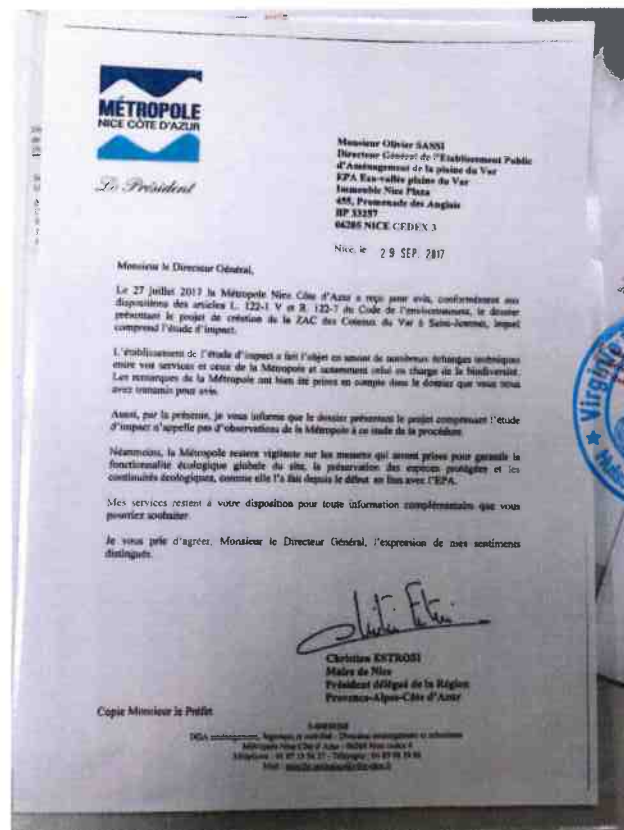 MÉTROPOLE
NICE CÔTE D'AZUR
Le Président
Monsieur Olivier SASSI
Directeur Général de l'Etablissement Public
d'Aménagement de la plaine du Var
EPA Eco-vallée plaine du Var
Immeuble Nice Plaza
455, Promenade des Anglais
BP 33257
06205 NICE CEDEX 3
Nice, le 29 SEP. 2017
Monsieur le Directeur Général,
Le 27 juillet 2017 la Métropole Nice Côte d'Azur a reçu pour avis, conformément aux
dispositions des articles L. 122-1 V et R. 122-7 du Code de l'environnement, le dossier
présentant le projet de création de la ZAC des Coteaux du Var à Saint-Jeannet, lequel
comprend l'étude d'impact.
L'établissement de l'étude d'impact a fait l'objet en amont de nombreux échanges techniques
entre vos services et ceux de la Métropole et notamment celui en charge de la biodiversité.
Les remarques de la Métropole ont bien été prises en compte dans le dossier que vous nous
avez transmis pour avis.
Aussi, par la présente, je vous informe que le dossier présentant le projet comprenant l'étude
d'impact n'appelle pas d'observations de la Métropole à ce stade de la procédure.
Néanmoins, la Métropole restera vigilante sur les mesures qui seront prises pour garantir la
fonctionnalité écologique globale du site, la préservation des espèces protégées et les
continuités écologiques, comme elle l'a fait depuis le début en lien avec l'EPA.
Mes services restent à votre disposition pour toute information complémentaire que vous
pourriez souhaiter.
Je vous prie d'agréer, Monsieur le Directeur Général, l'expression de mes sentiments
distingués.
Christian ESTROSI
Maire de Nice
Président délégué de la Région
Provence-Alpes-Côte d'Azur
Copie Monsieur le Préfet
Virginie